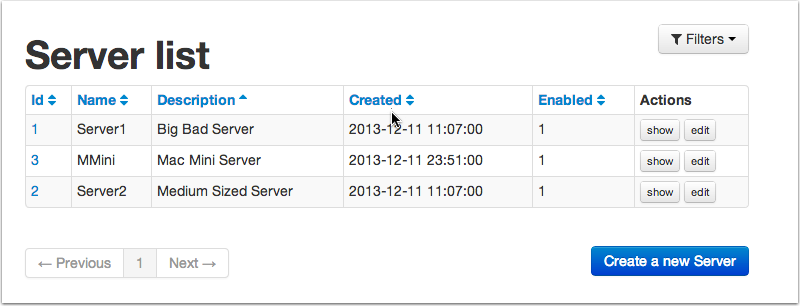 Filters
Server list
Id Name Description Created Enabled Actions
1 Server1 Big Bad Server 2013-12-11 11:07:00 1 show edit
3 MMini Mac Mini Server 2013-12-11 23:51:00 1 show edit
2 Server2 Medium Sized Server 2013-12-11 11:07:00 1 show edit
← Previous 1 Next → Create a new Server